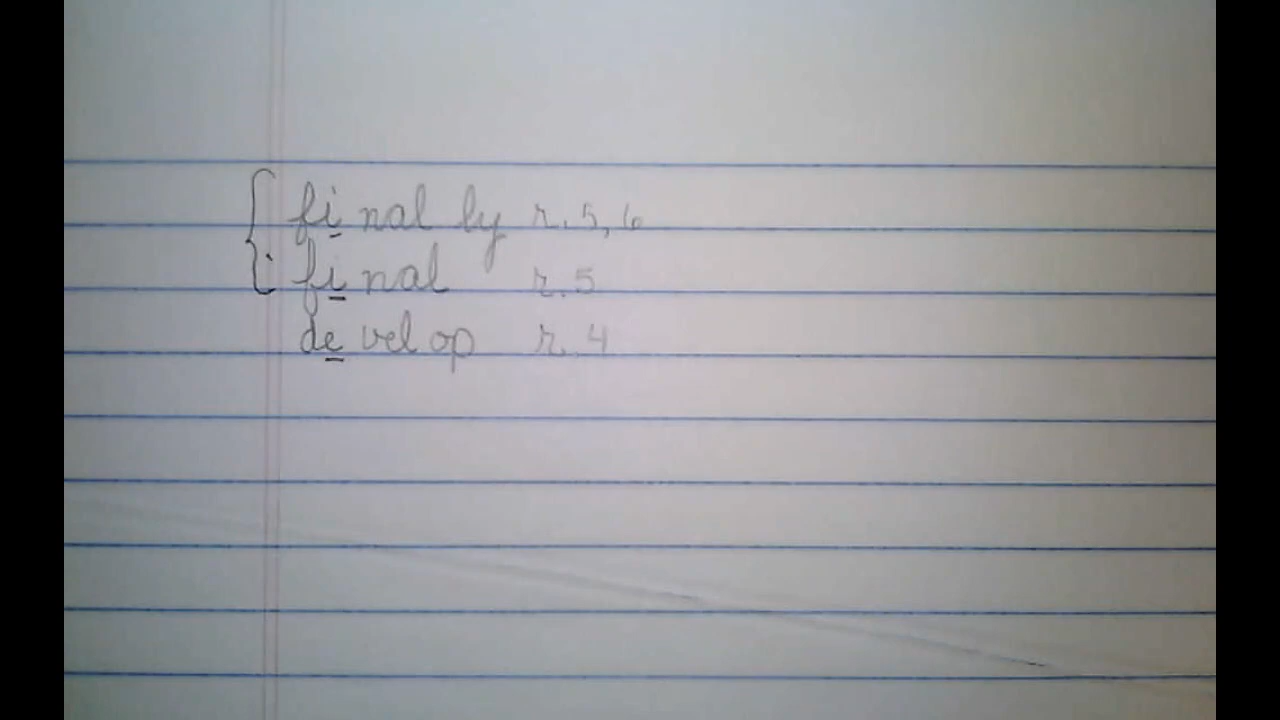 fi nal ly r. 5, 6
fi nal r. 5
de vel op r. 4